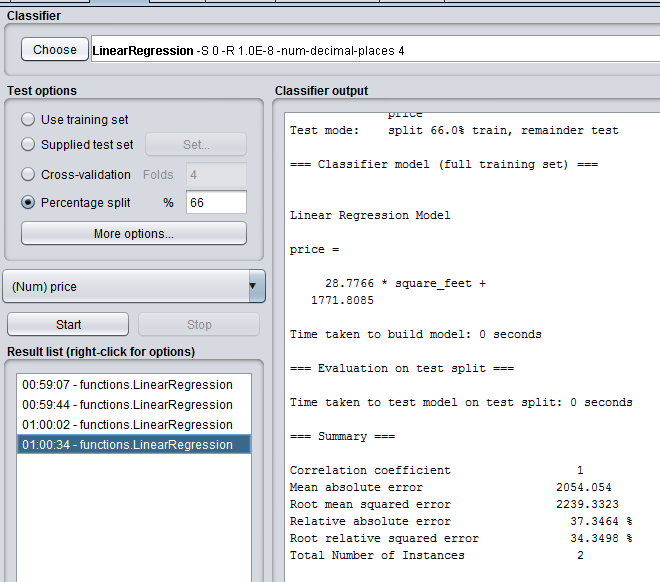 Classifier
Choose LinearRegression -S 0 -R 1.0E-8 -num-decimal-places 4
Test options
Use training set
Supplied test set Set...
Cross-validation Folds 4
Percentage split % 66
More options...
(Num) price
Start Stop
Result list (right-click for options)
00:59:07 - functions.LinearRegression
00:59:44 - functions.LinearRegression
01:00:02 - functions.LinearRegression
01:00:34 - functions.LinearRegression
Classifier output
price
Test mode: split 66.0% train, remainder test
=== Classifier model (full training set) ===
Linear Regression Model
price =
28.7766 * square_feet +
1771.8085
Time taken to build model: 0 seconds
=== Evaluation on test split ===
Time taken to test model on test split: 0 seconds
=== Summary ===
Correlation coefficient 1
Mean absolute error 2054.054
Root mean squared error 2239.3323
Relative absolute error 37.3464 %
Root relative squared error 34.3498 %
Total Number of Instances 2